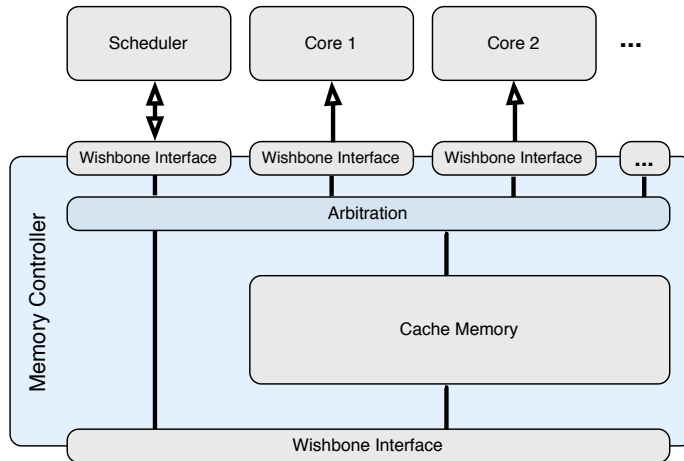 Scheduler
Core 1
Core 2
...
Wishbone Interface
Wishbone Interface
Wishbone Interface
...
Arbitration
Memory Controller
Cache Memory
Wishbone Interface